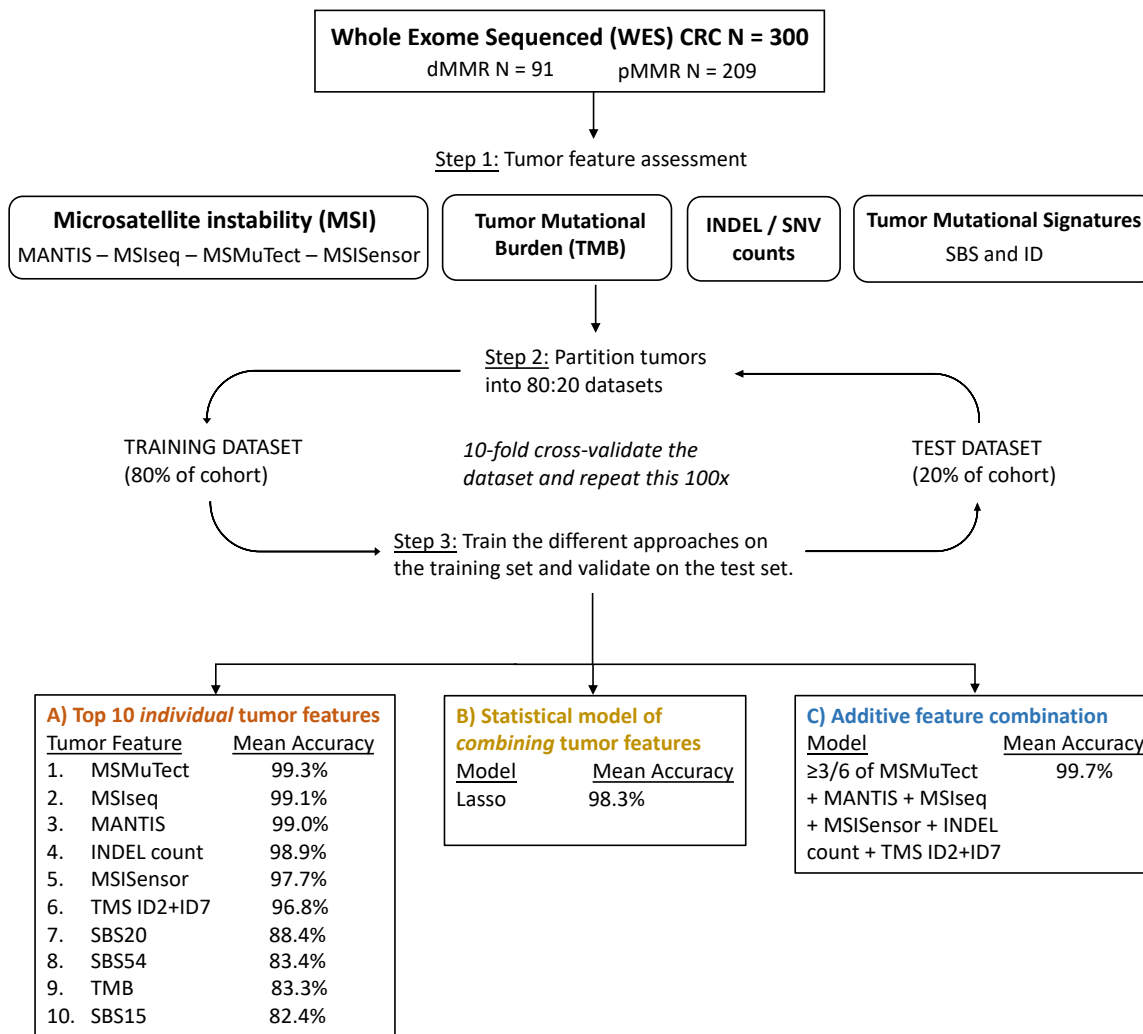 Whole Exome Sequenced (WES) CRC N = 300
dMMR N = 91 pMMR N = 209
Step 1: Tumor feature assessment
Microsatellite instability (MSI)
MANTIS – MSIseq – MSMuTect – MSISensor
Tumor Mutational
Burden (TMB)
INDEL / SNV
counts
Tumor Mutational Signatures
SBS and ID
Step 2: Partition tumors
into 80:20 datasets
TRAINING DATASET
(80% of cohort)
10-fold cross-validate the
dataset and repeat this 100x
TEST DATASET
(20% of cohort)
Step 3: Train the different approaches on
the training set and validate on the test set.
A) Top 10 individual tumor features
Tumor Feature Mean Accuracy
1. MSMuTect 99.3%
2. MSIseq 99.1%
3. MANTIS 99.0%
4. INDEL count 98.9%
5. MSISensor 97.7%
6. TMS ID2+ID7 96.8%
7. SBS20 88.4%
8. SBS54 83.4%
9. TMB 83.3%
10. SBS15 82.4%
B) Statistical model of
combining tumor features
Model Mean Accuracy
Lasso 98.3%
C) Additive feature combination
Model Mean Accuracy
≥3/6 of MSMuTect 99.7%
+ MANTIS + MSIseq
+ MSISensor + INDEL
count + TMS ID2+ID7